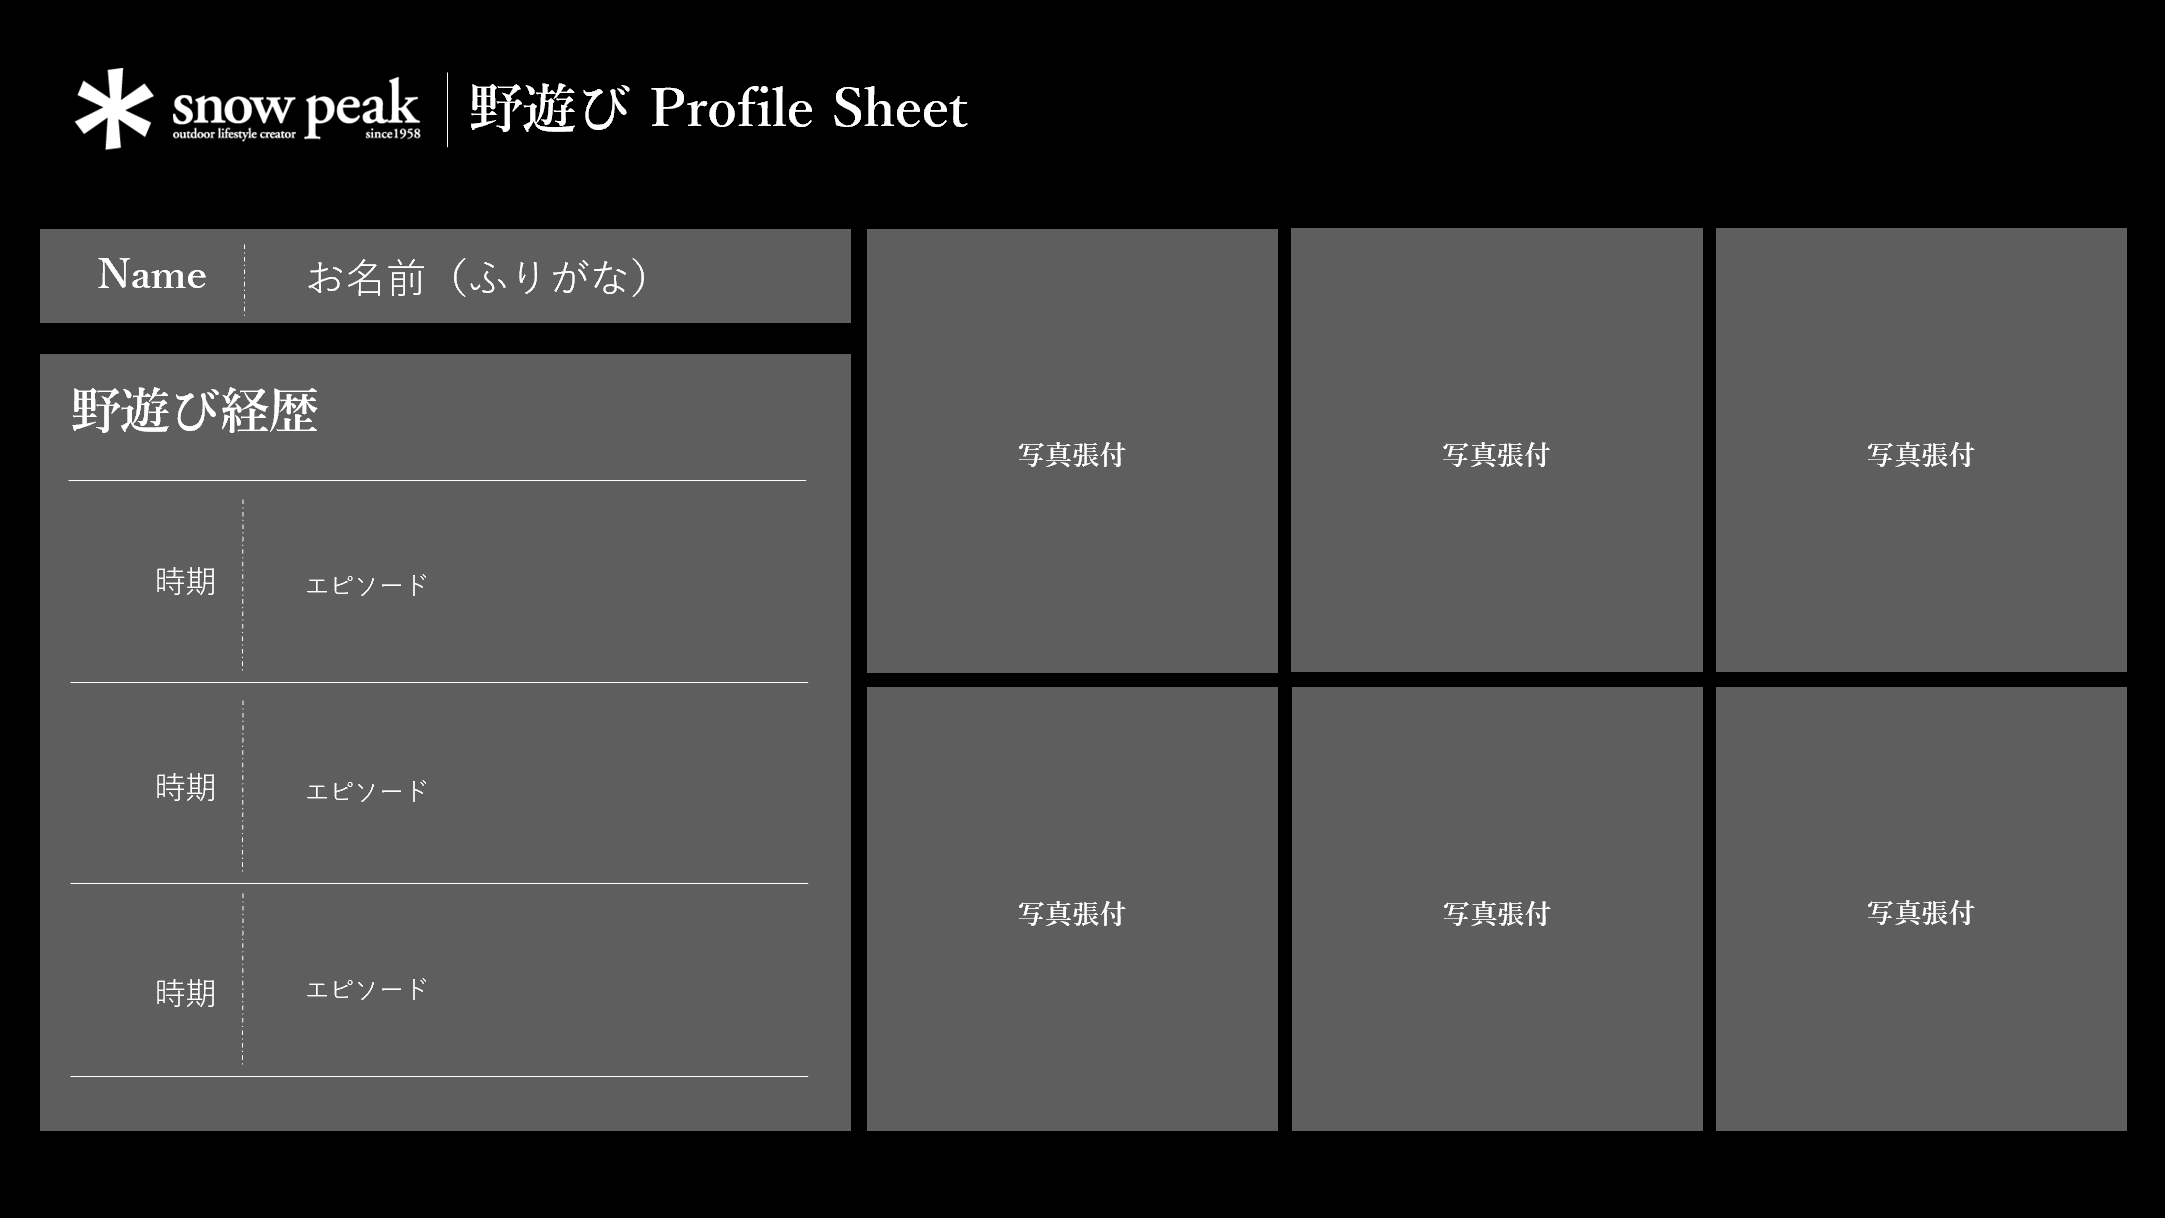 snow peak
outdoor lifestyle creator since1958
野遊び Profile Sheet
Name お名前（ふりがな）
野遊び経歴
時期 エピソード
時期 エピソード
時期 エピソード
写真張付 写真張付 写真張付
写真張付 写真張付 写真張付